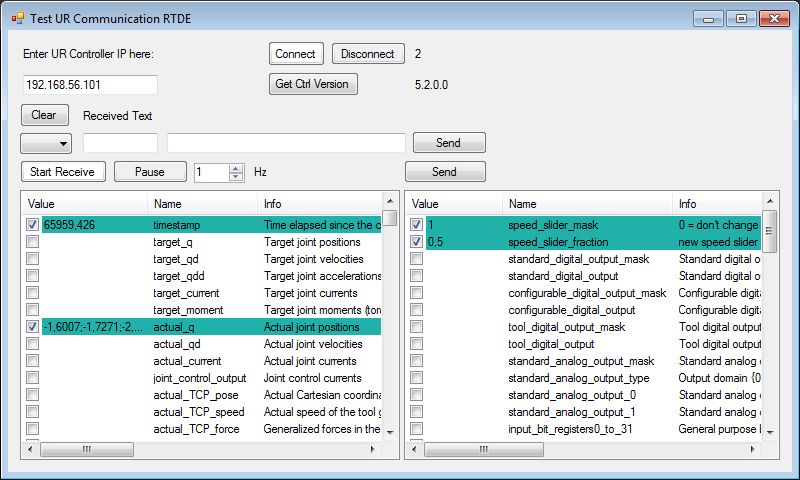 Test UR Communication RTDE
Enter UR Controller IP here: Connect Disconnect 2
192.168.56.101 Get Ctrl Version 5.2.0.0
Clear Received Text
Send
Start Receive Pause 1 Hz Send
Value Name Info
65959,426 timestamp Time elapsed since the c
target_q Target joint positions
target_qd Target joint velocities
target_qdd Target joint accelerations
target_current Target joint currents
target_moment Target joint moments (torc
-1,6007;-1,7271;-2,... actual_q Actual joint positions
actual_qd Actual joint velocities
actual_current Actual joint currents
joint_control_output Joint control currents
actual_TCP_pose Actual Cartesian coordina
actual_TCP_speed Actual speed of the tool g
actual_TCP_force Generalized forces in the
Value Name Info
1 speed_slider_mask 0 = don't change
0,5 speed_slider_fraction new speed slider
standard_digital_output_mask Standard digital o
standard_digital_output Standard digital o
configurable_digital_output_mask Configurable digit
configurable_digital_output Configurable digit
tool_digital_output_mask Tool digital outpu
tool_digital_output Tool digital outpu
standard_analog_output_mask Standard analog o
standard_analog_output_type Output domain {0
standard_analog_output_0 Standard analog o
standard_analog_output_1 Standard analog o
input_bit_registers0_to_31 General purpose b